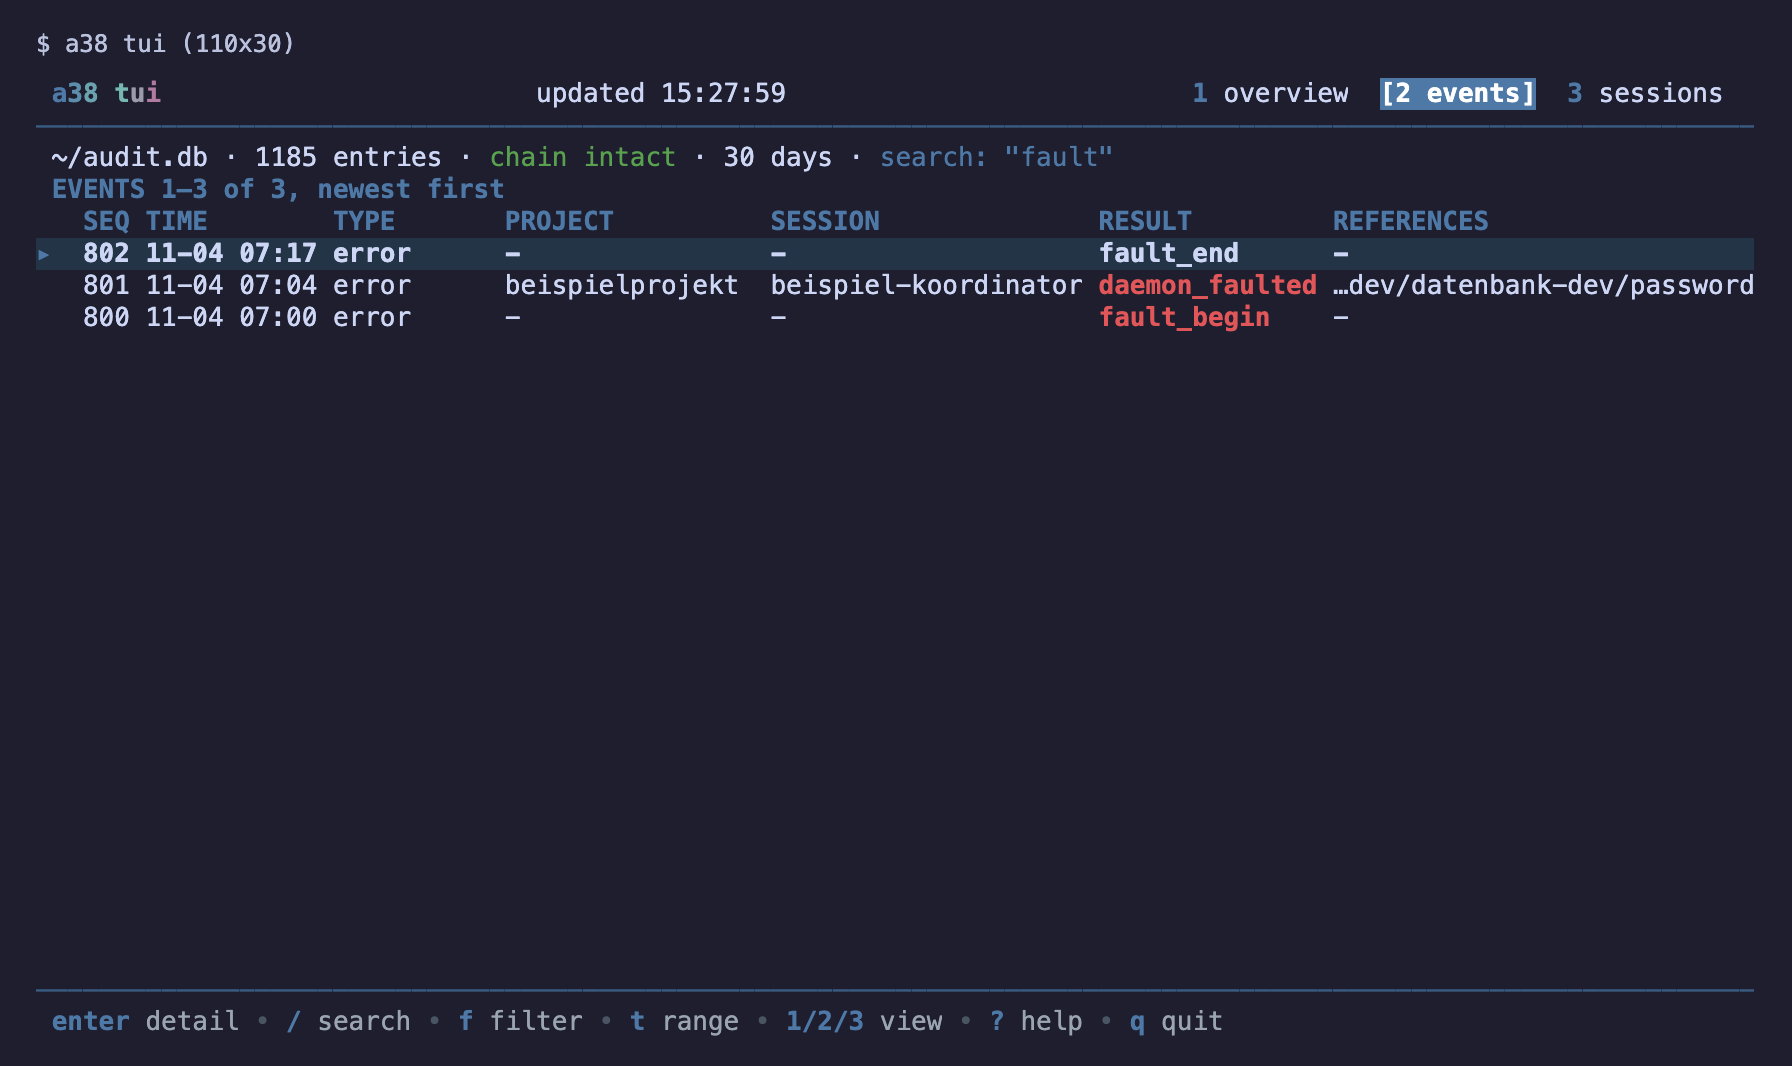 $ a38 tui (110x30)
a38 tui updated 15:27:59 1 overview [2 events] 3 sessions
~/audit.db · 1185 entries · chain intact · 30 days · search: "fault"
EVENTS 1–3 of 3, newest first
SEQ TIME TYPE PROJECT SESSION RESULT REFERENCES
▸ 802 11-04 07:17 error – – fault_end –
801 11-04 07:04 error beispielprojekt beispiel-koordinator daemon_faulted …dev/datenbank-dev/password
800 11-04 07:00 error – – fault_begin –
enter detail • / search • f filter • t range • 1/2/3 view • ? help • q quit